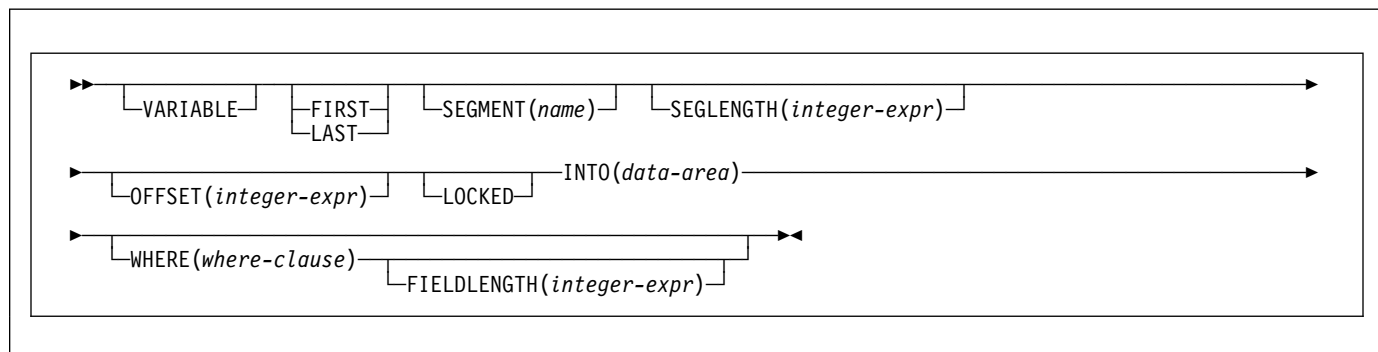 VARIABLE FIRST SEGMENT(name) SEGLENGTH(integer-expr)
LAST
INTO(data-area)
OFFSET(integer-expr) LOCKED
WHERE(where-clause)
FIELDLENGTH(integer-expr)